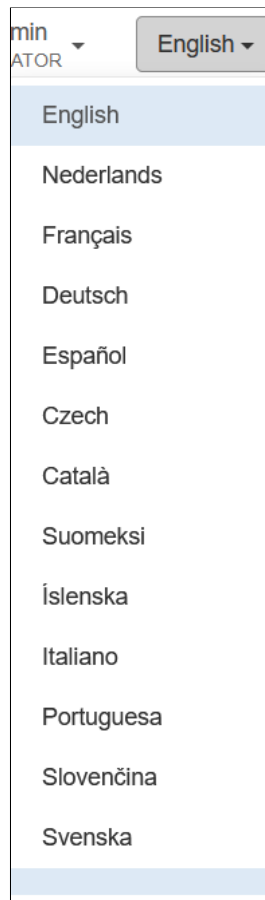 min
ATOR
English
English
Nederlands
Français
Deutsch
Español
Czech
Català
Suomeksi
Íslenska
Italiano
Portuguesa
Slovenčina
Svenska